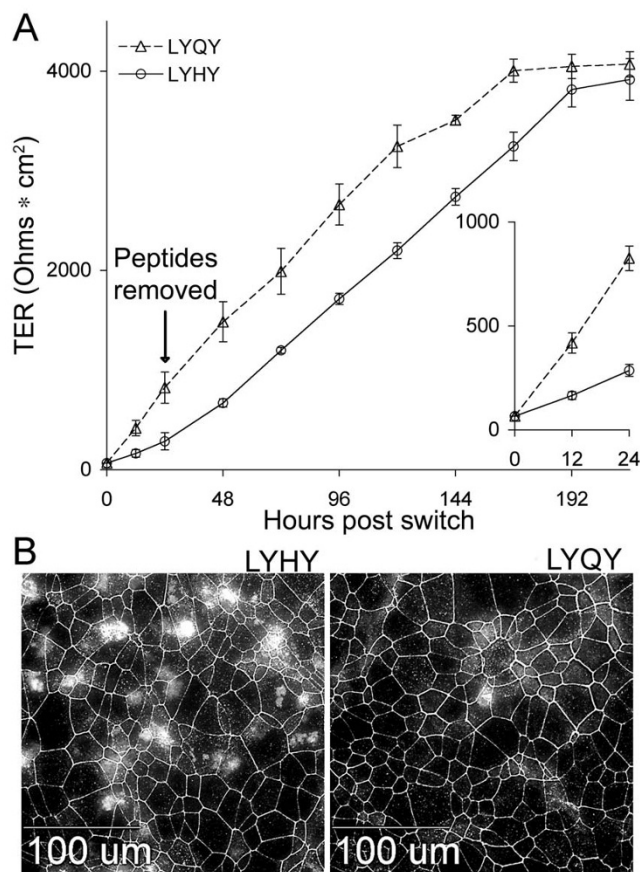 A
LYQY
LYHY
4000
2000
0
TER (Ohms * cm²)
Peptides
removed
1000
500
0
0 12 24
0 48 96 144 192
Hours post switch
B
LYHY
LYQY
100 um
100 um